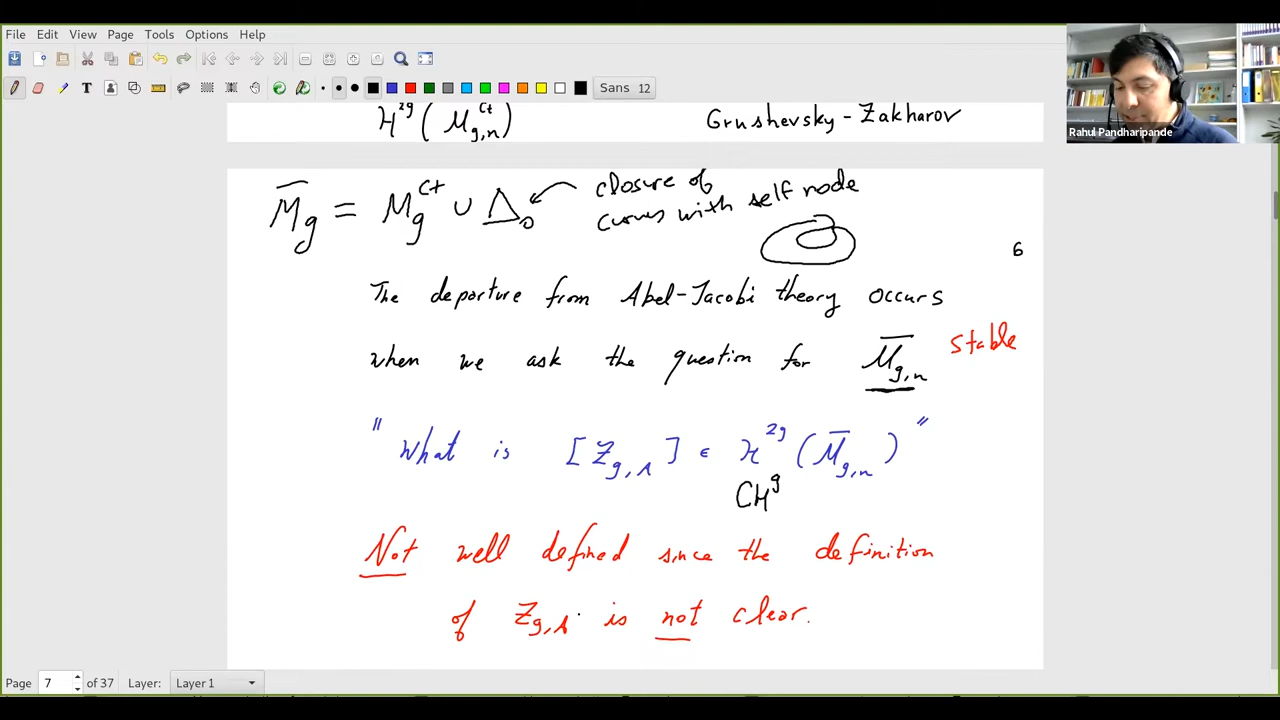 File Edit View Page Tools Options Help
Sans 12
Rahul Pandharipande
H^{2g}(M^{ct}_{g,n}) Grushevsky-Zakharov
M̄_g = M_g^{ct} ∪ Δ_0 closure of
curves with self node
6
The departure from Abel-Jacobi theory occurs
when we ask the question for M̄_{g,n} stable
"What is [Z_{g,A}] ∈ H^{2g}(M̄_{g,n})"
CH^g
Not well defined since the definition
of Z_{g,A} is not clear.
Page 7 of 37 Layer: Layer 1